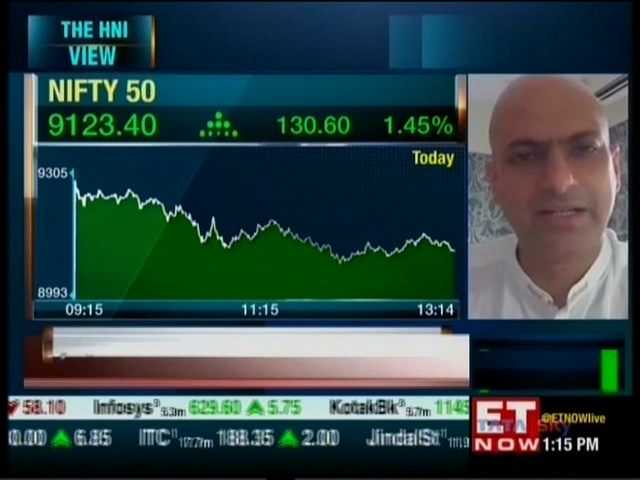 THE HNI
VIEW
NIFTY 50
9123.40 130.60 1.45%
Today
9305
8993
09:15 11:15 13:14
58.10 Infosys 629.60 5.75 KotakBk 1145
0.00 6.85 ITC 188.35 2.00 JindalSt
ET
NOW
TATA sky
@ETNOWlive
1:15 PM